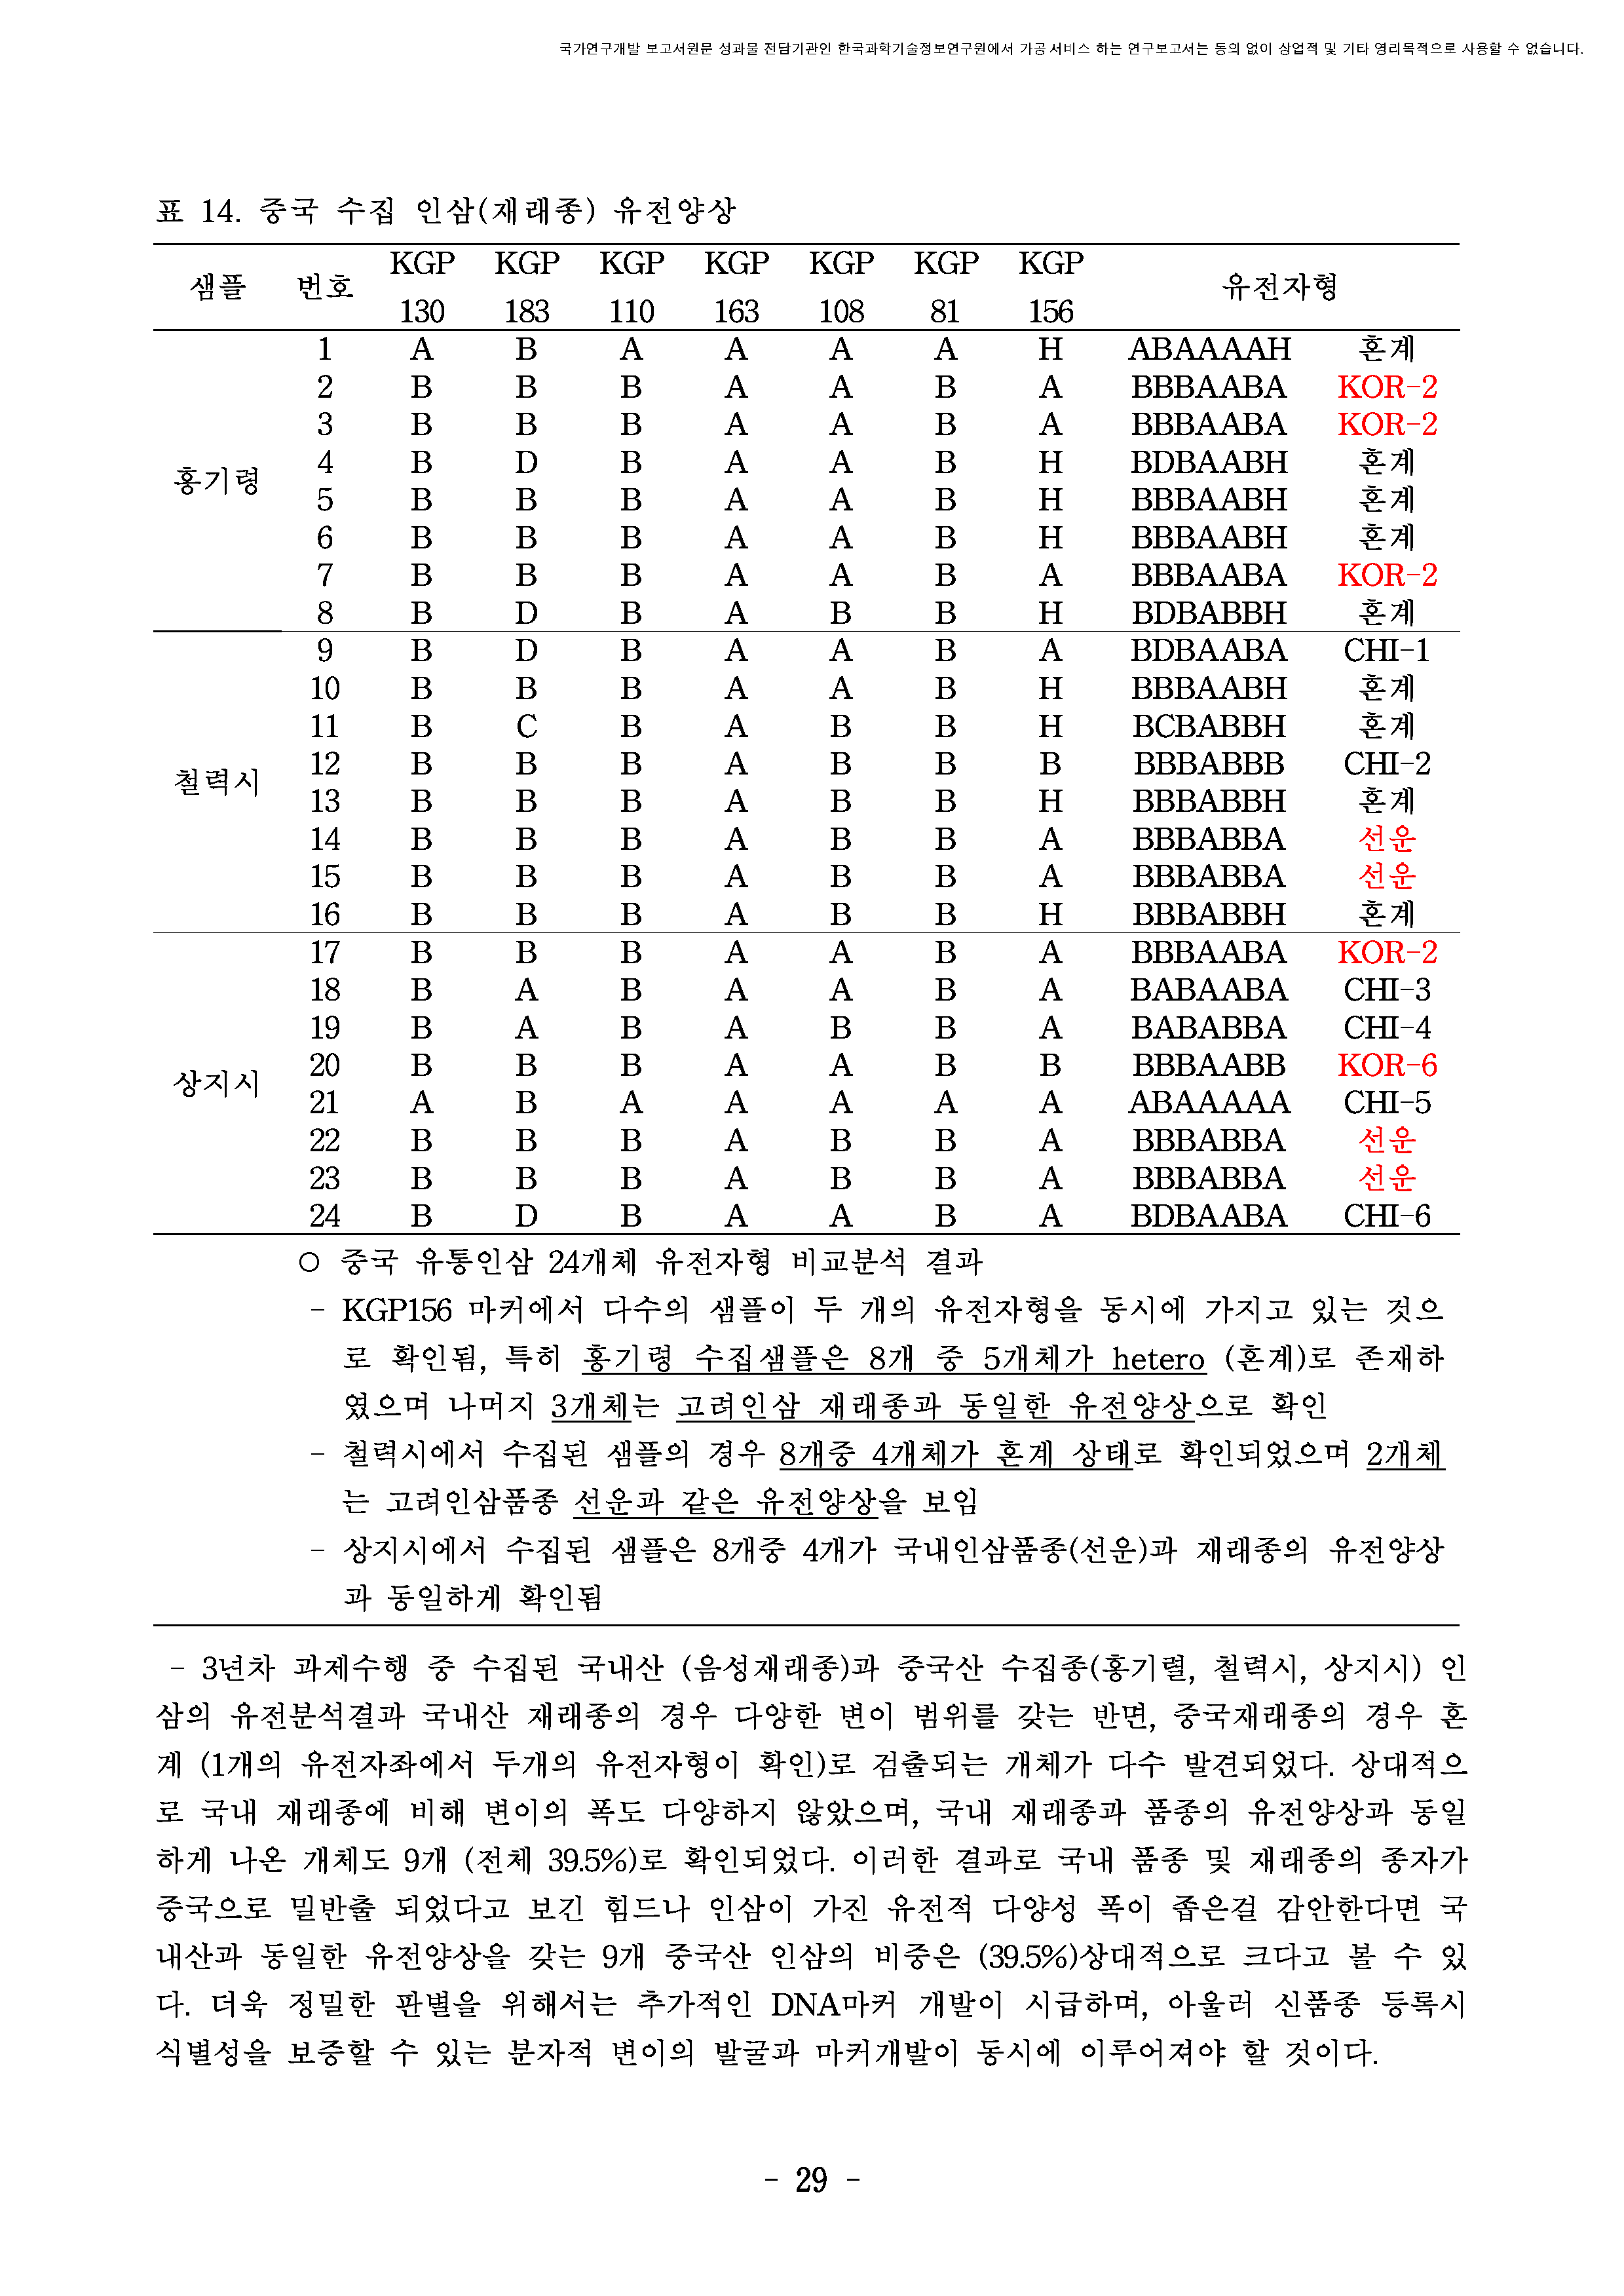 국가연구개발 보고서원문 성과물 전담기관인 한국과학기술정보연구원에서 가공·서비스 하는 연구보고서는 동의 없이 상업적 및 기타 영리목적으로 사용할 수 없습니다.
표 14. 중국 수집 인삼(재래종) 유전양상
샘플 번호 KGP 130 KGP 183 KGP 110 KGP 163 KGP 108 KGP 81 KGP 156 유전자형
홍기령
1 A B A A A A H ABAAAAH 혼계
2 B B B A A B A BBBAABA KOR-2
3 B B B A A B A BBBAABA KOR-2
4 B D B A A B H BDBAABH 혼계
5 B B B A A B H BBBAABH 혼계
6 B B B A A B H BBBAABH 혼계
7 B B B A A B A BBBAABA KOR-2
8 B D B A B B H BDBABBH 혼계
철력시
9 B D B A A B A BDBAABA CHI-1
10 B B B A A B H BBBAABH 혼계
11 B C B A B B H BCBABBH 혼계
12 B B B A B B B BBBABBB CHI-2
13 B B B A B B H BBBABBH 혼계
14 B B B A B B A BBBABBA 선운
15 B B B A B B A BBBABBA 선운
16 B B B A B B H BBBABBH 혼계
상지시
17 B B B A A B A BBBAABA KOR-2
18 B A B A A B A BABAABA CHI-3
19 B A B A B B A BABABBA CHI-4
20 B B B A A B B BBBAABB KOR-6
21 A B A A A A A ABAAAAA CHI-5
22 B B B A B B A BBBABBA 선운
23 B B B A B B A BBBABBA 선운
24 B D B A A B A BDBAABA CHI-6
○ 중국 유통인삼 24개체 유전자형 비교분석 결과
- KGP156 마커에서 다수의 샘플이 두 개의 유전자형을 동시에 가지고 있는 것으
로 확인됨, 특히 홍기령 수집샘플은 8개 중 5개체가 hetero (혼계)로 존재하
였으며 나머지 3개체는 고려인삼 재래종과 동일한 유전양상으로 확인
- 철력시에서 수집된 샘플의 경우 8개중 4개체가 혼계 상태로 확인되었으며 2개체
는 고려인삼품종 선운과 같은 유전양상을 보임
- 상지시에서 수집된 샘플은 8개중 4개가 국내인삼품종(선운)과 재래종의 유전양상
과 동일하게 확인됨
- 3년차 과제수행 중 수집된 국내산 (음성재래종)과 중국산 수집종(홍기렬, 철력시, 상지시) 인
삼의 유전분석결과 국내산 재래종의 경우 다양한 변이 범위를 갖는 반면, 중국재래종의 경우 혼
계 (1개의 유전자좌에서 두개의 유전자형이 확인)로 검출되는 개체가 다수 발견되었다. 상대적으
로 국내 재래종에 비해 변이의 폭도 다양하지 않았으며, 국내 재래종과 품종의 유전양상과 동일
하게 나온 개체도 9개 (전체 39.5%)로 확인되었다. 이러한 결과로 국내 품종 및 재래종의 종자가
중국으로 밀반출 되었다고 보긴 힘드나 인삼이 가진 유전적 다양성 폭이 좁은걸 감안한다면 국
내산과 동일한 유전양상을 갖는 9개 중국산 인삼의 비중은 (39.5%)상대적으로 크다고 볼 수 있
다. 더욱 정밀한 판별을 위해서는 추가적인 DNA마커 개발이 시급하며, 아울러 신품종 등록시
식별성을 보증할 수 있는 분자적 변이의 발굴과 마커개발이 동시에 이루어져야 할 것이다.
- 29 -